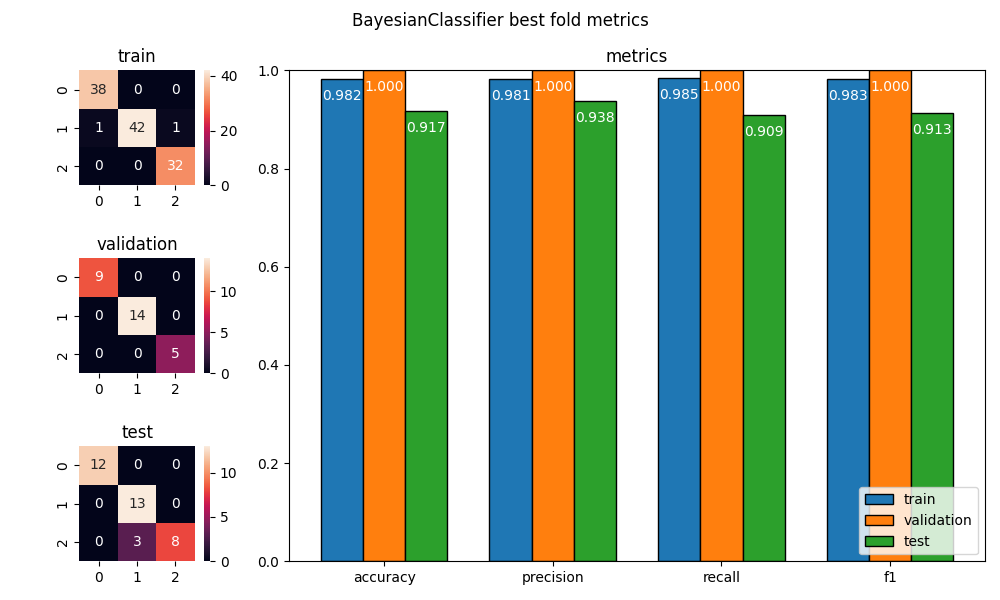 BayesianClassifier best fold metrics
train
0 38 0 0
1 1 42 1
2 0 0 32
0 1 2
40
20
0
validation
0 9 0 0
1 0 14 0
2 0 0 5
0 1 2
10
5
0
test
0 12 0 0
1 0 13 0
2 0 3 8
0 1 2
10
5
0
metrics
1.0
0.8
0.6
0.4
0.2
0.0
0.982 1.000 0.917
0.981 1.000 0.938
0.985 1.000 0.909
0.983 1.000 0.913
accuracy precision recall f1
train
validation
test